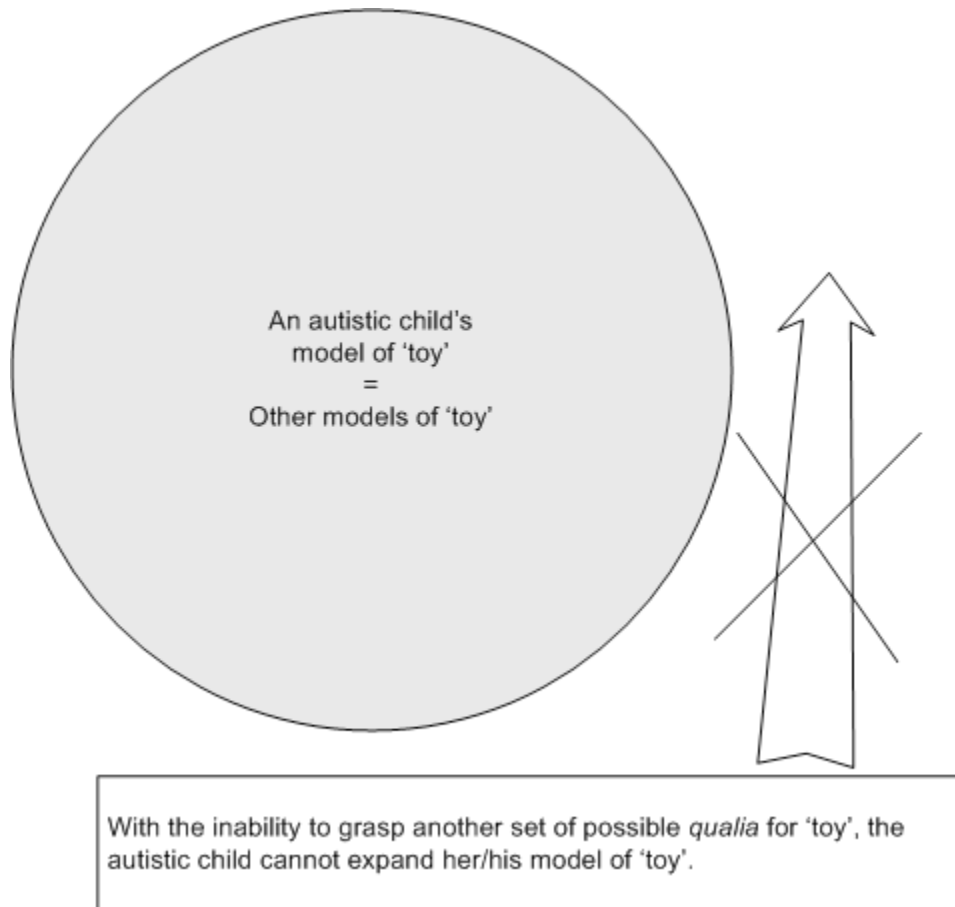 An autistic child's
model of ‘toy’
=
Other models of ‘toy’
With the inability to grasp another set of possible qualia for ‘toy’, the
autistic child cannot expand her/his model of ‘toy’.